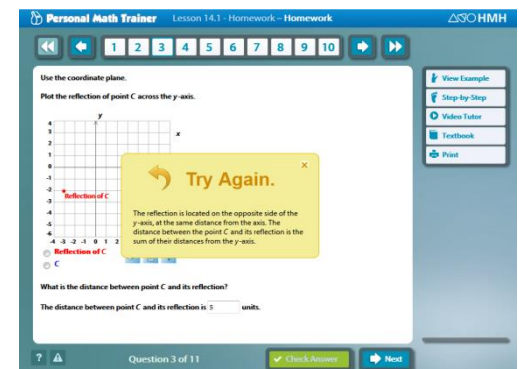 Personal Math Trainer Lesson 14.1 - Homework – Homework HMH
1 2 3 4 5 6 7 8 9 10
Use the coordinate plane.
Plot the reflection of point C across the y-axis.
y
x
4
3
2
1
0
-1
-2
-3
-4
-5
-6
Reflection of C
-4 -3 -2 -1 0 1 2
Reflection of C
C
Try Again.
The reflection is located on the opposite side of the
y-axis, at the same distance from the axis. The
distance between the point C and its reflection is the
sum of their distances from the y-axis.
What is the distance between point C and its reflection?
The distance between point C and its reflection is 5 units.
View Example
Step-by-Step
Video Tutor
Textbook
Print
? Question 3 of 11 Check Answer Next